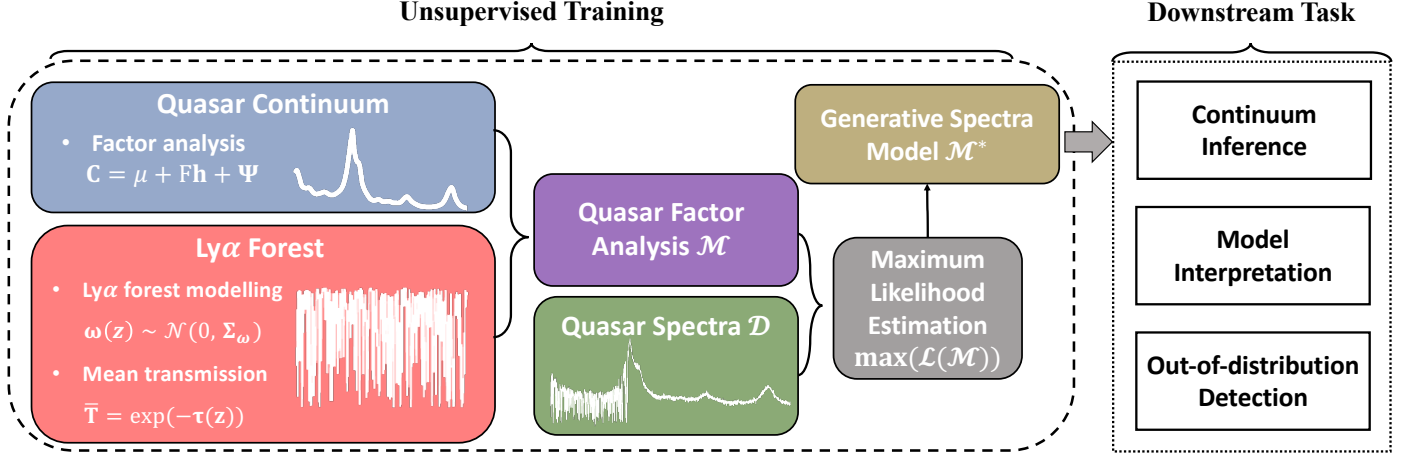 Unsupervised Training
Downstream Task
Quasar Continuum
• Factor analysis
C = μ + Fh + Ψ
Lyα Forest
• Lyα forest modelling
ω(z) ~ 𝒩(0, Σ_ω)
• Mean transmission
T̄ = exp(−τ(z))
Quasar Factor
Analysis ℳ
Quasar Spectra 𝒟
Generative Spectra
Model ℳ*
Maximum
Likelihood
Estimation
max(ℒ(ℳ))
Continuum
Inference
Model
Interpretation
Out-of-distribution
Detection